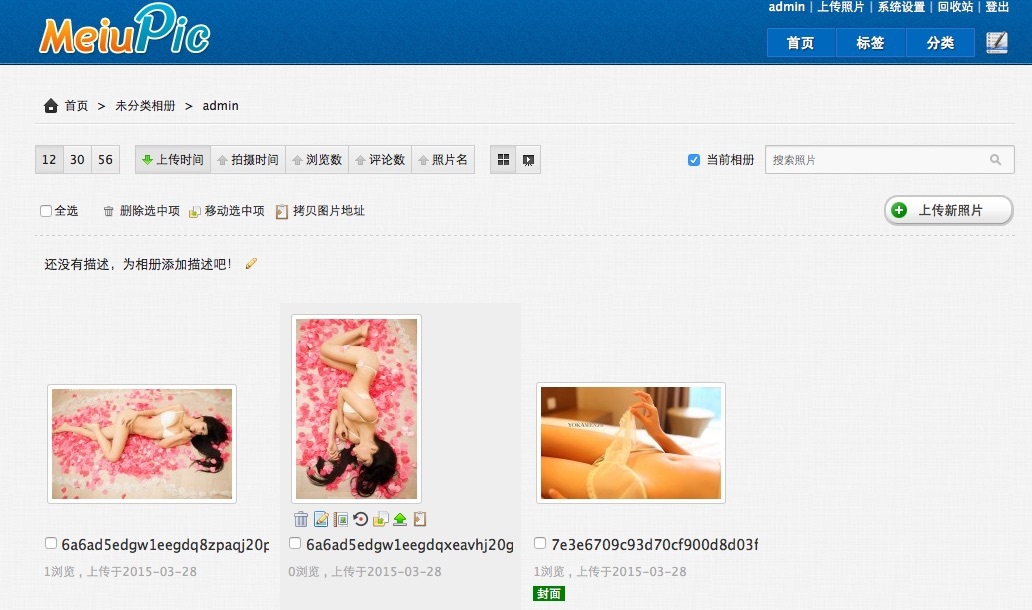 admin | 上传照片 | 系统设置 | 回收站 | 登出
MeiuPic
首页 标签 分类
首页 > 未分类相册 > admin
12 30 56 上传时间 拍摄时间 浏览数 评论数 照片名 当前相册 搜索照片
全选 删除选中项 移动选中项 拷贝图片地址 上传新照片
还没有描述，为相册添加描述吧！
6a6ad5edgw1eegdq8zpaqj20p 6a6ad5edgw1eegdqxeavhj20g 7e3e6709c93d70cf900d8d03f
1浏览，上传于2015-03-28 0浏览，上传于2015-03-28 1浏览，上传于2015-03-28
封面